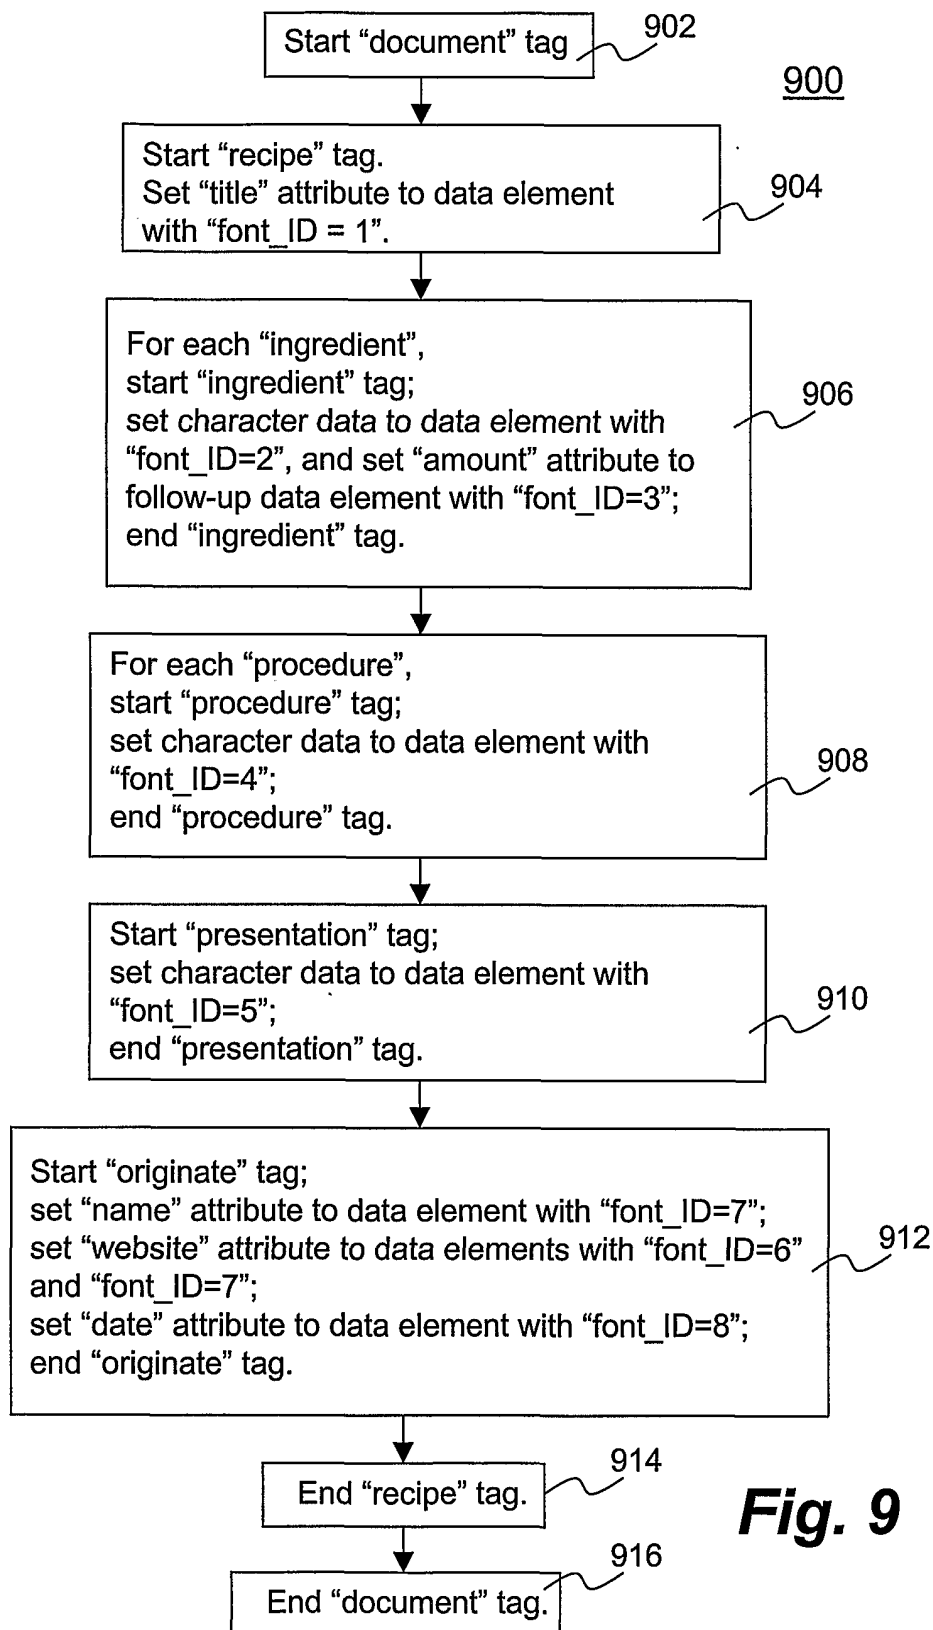 Start “document” tag
902
900
Start “recipe” tag.
Set “title” attribute to data element
with “font_ID = 1”.
904
For each “ingredient”,
start “ingredient” tag;
set character data to data element with
“font_ID=2”, and set “amount” attribute to
follow-up data element with “font_ID=3”;
end “ingredient” tag.
906
For each “procedure”,
start “procedure” tag;
set character data to data element with
“font_ID=4”;
end “procedure” tag.
908
Start “presentation” tag;
set character data to data element with
“font_ID=5”;
end “presentation” tag.
910
Start “originate” tag;
set “name” attribute to data element with “font_ID=7”;
set “website” attribute to data elements with “font_ID=6”
and “font_ID=7”;
set “date” attribute to data element with “font_ID=8”;
end “originate” tag.
912
End “recipe” tag.
914
Fig. 9
End “document” tag.
916